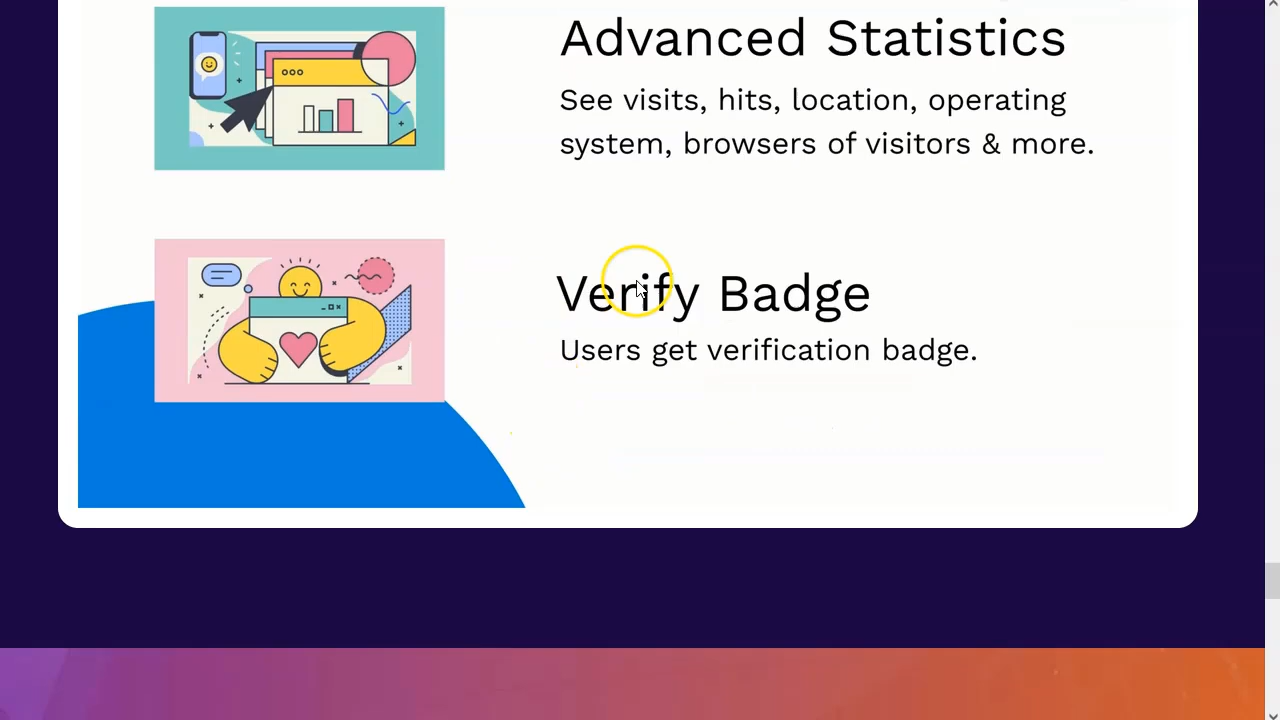 Advanced Statistics
See visits, hits, location, operating
system, browsers of visitors & more.
Verify Badge
Users get verification badge.